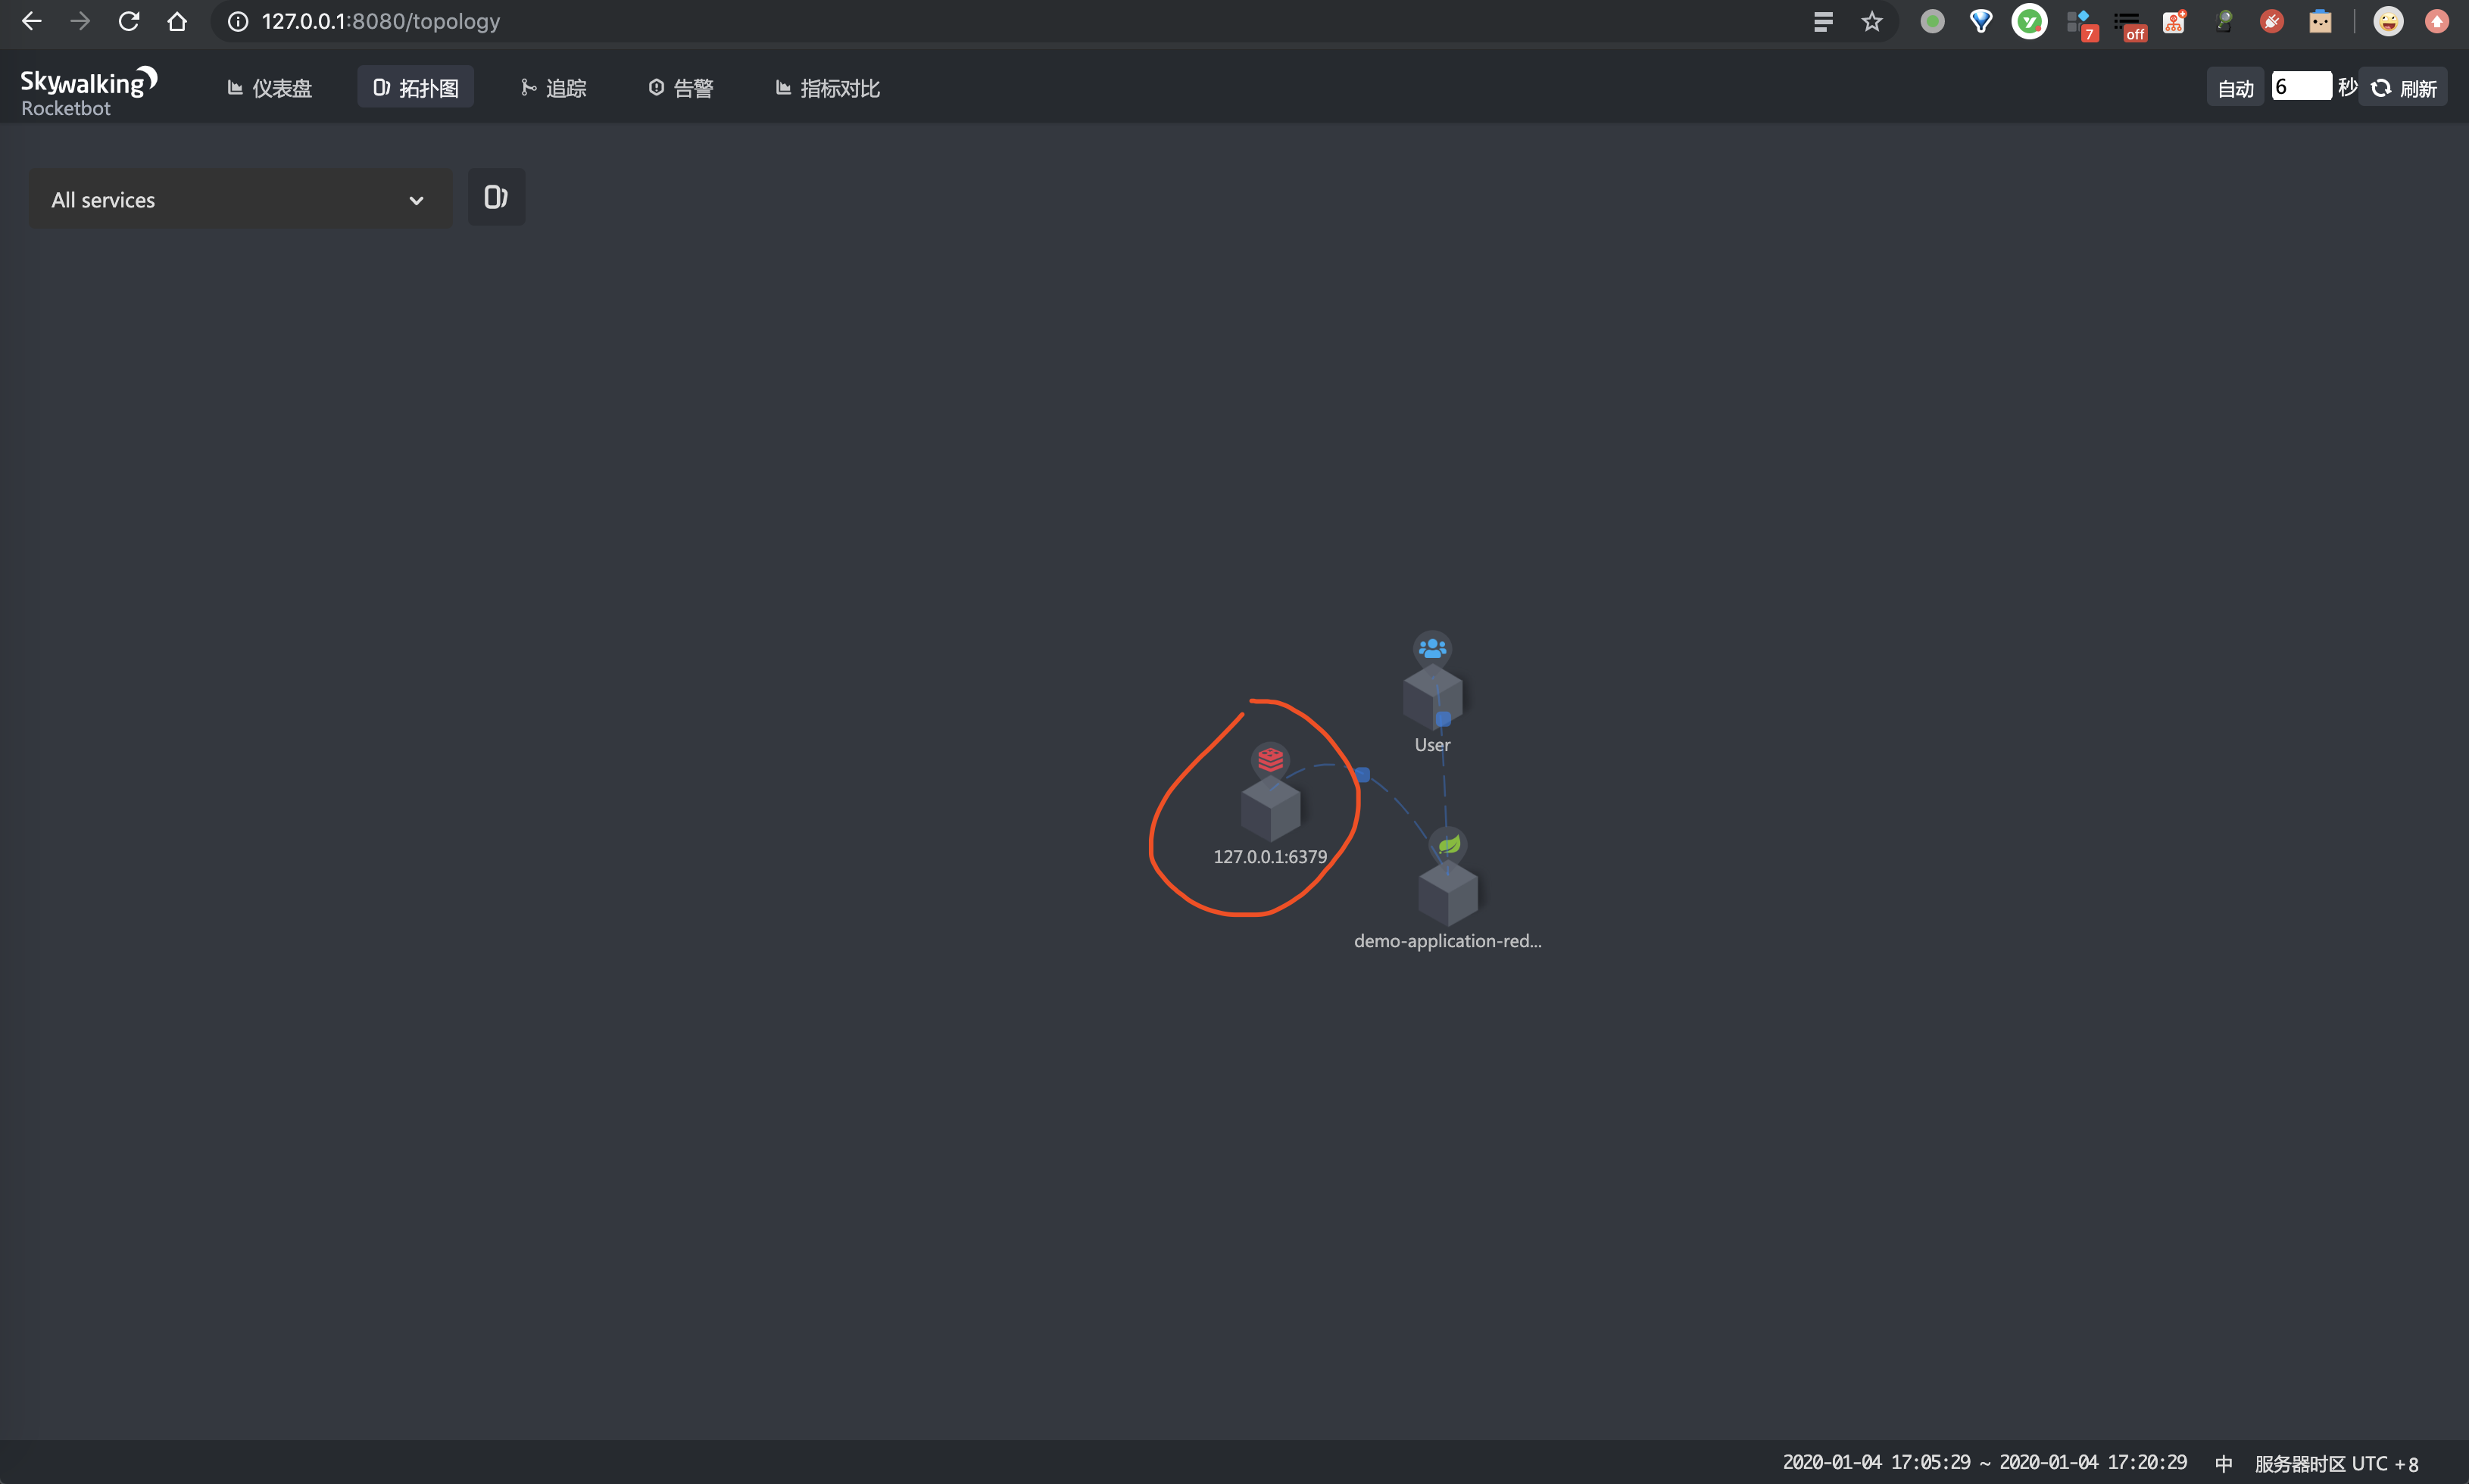 127.0.0.1:8080/topology
7
off
Skywalking
Rocketbot
仪表盘
拓扑图
追踪
告警
指标对比
自动
6
秒
刷新
All services
User
127.0.0.1:6379
demo-application-red...
2020-01-04 17:05:29 ~ 2020-01-04 17:20:29
中
服务器时区 UTC +8